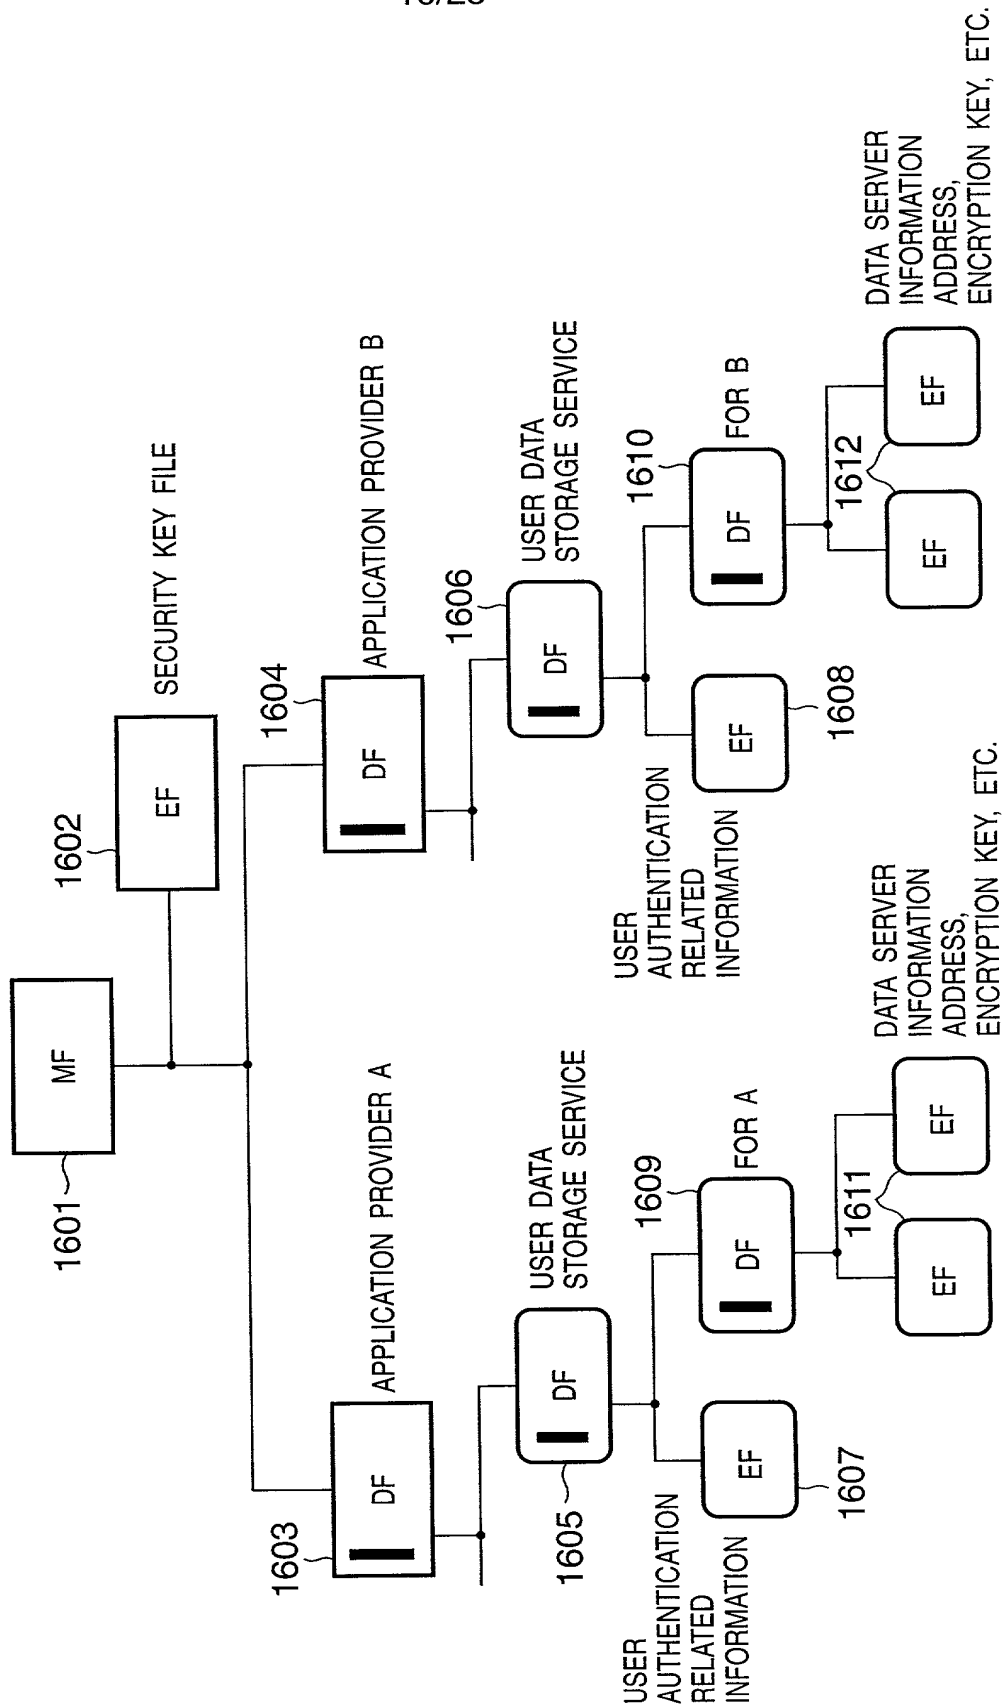 1601
MF
1602
EF
SECURITY KEY FILE
1603
DF
APPLICATION PROVIDER A
1604
DF
APPLICATION PROVIDER B
1605
DF
USER DATA
STORAGE SERVICE
1606
DF
USER DATA
STORAGE SERVICE
USER
AUTHENTICATION
RELATED
INFORMATION
EF
1607
1609
DF
FOR A
USER
AUTHENTICATION
RELATED
INFORMATION
EF
1608
1610
DF
FOR B
EF
1611
EF
DATA SERVER
INFORMATION
ADDRESS,
ENCRYPTION KEY, ETC.
EF
1612
EF
DATA SERVER
INFORMATION
ADDRESS,
ENCRYPTION KEY, ETC.